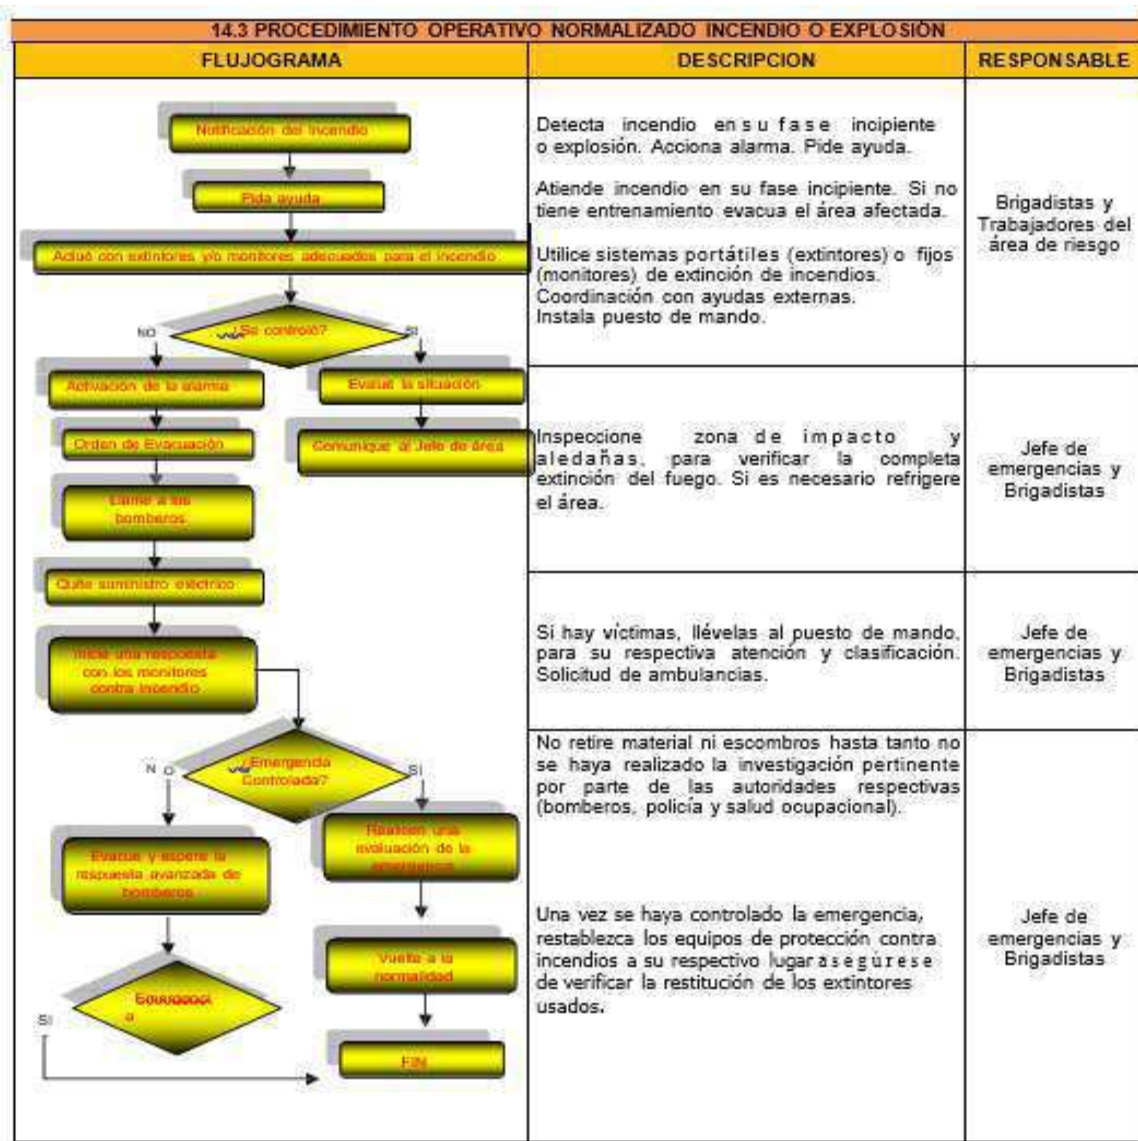 14.3 PROCEDIMIENTO OPERATIVO NORMALIZADO INCENDIO O EXPLOSIÓN
FLUJOGRAMA
DESCRIPCION
RESPONSABLE
Notificación del Incendio
Pida ayuda
Actué con extintores y/o monitores adecuados para el incendio
¿Se controló?
NO
SI
Activación de la alarma
Orden de Evacuación
Llame a los
bomberos
Quite suministro eléctrico
Inicie una respuesta
con los monitores
contra incendio
Evalué la situación
Comunique al Jefe de área
¿Emergencia
Controlada?
N O
SI
Evacue y espere la
respuesta avanzada de
bomberos
Realicen una
evaluación de la
emergencia
Vuelta a la
normalidad
a
SI
FIN
Detecta incendio en su fase incipiente
o explosión. Acciona alarma. Pide ayuda.
Atiende incendio en su fase incipiente. Si no
tiene entrenamiento evacua el área afectada.
Utilice sistemas portátiles (extintores) o fijos
(monitores) de extinción de incendios.
Coordinación con ayudas externas.
Instala puesto de mando.
Brigadistas y
Trabajadores del
área de riesgo
Inspeccione zona de impacto y
aledañas, para verificar la completa
extinción del fuego. Si es necesario refrigere
el área.
Jefe de
emergencias y
Brigadistas
Si hay víctimas, llévelas al puesto de mando,
para su respectiva atención y clasificación.
Solicitud de ambulancias.
Jefe de
emergencias y
Brigadistas
No retire material ni escombros hasta tanto no
se haya realizado la investigación pertinente
por parte de las autoridades respectivas
(bomberos, policía y salud ocupacional).
Una vez se haya controlado la emergencia,
restablezca los equipos de protección contra
incendios a su respectivo lugar asegúrese
de verificar la restitución de los extintores
usados.
Jefe de
emergencias y
Brigadistas